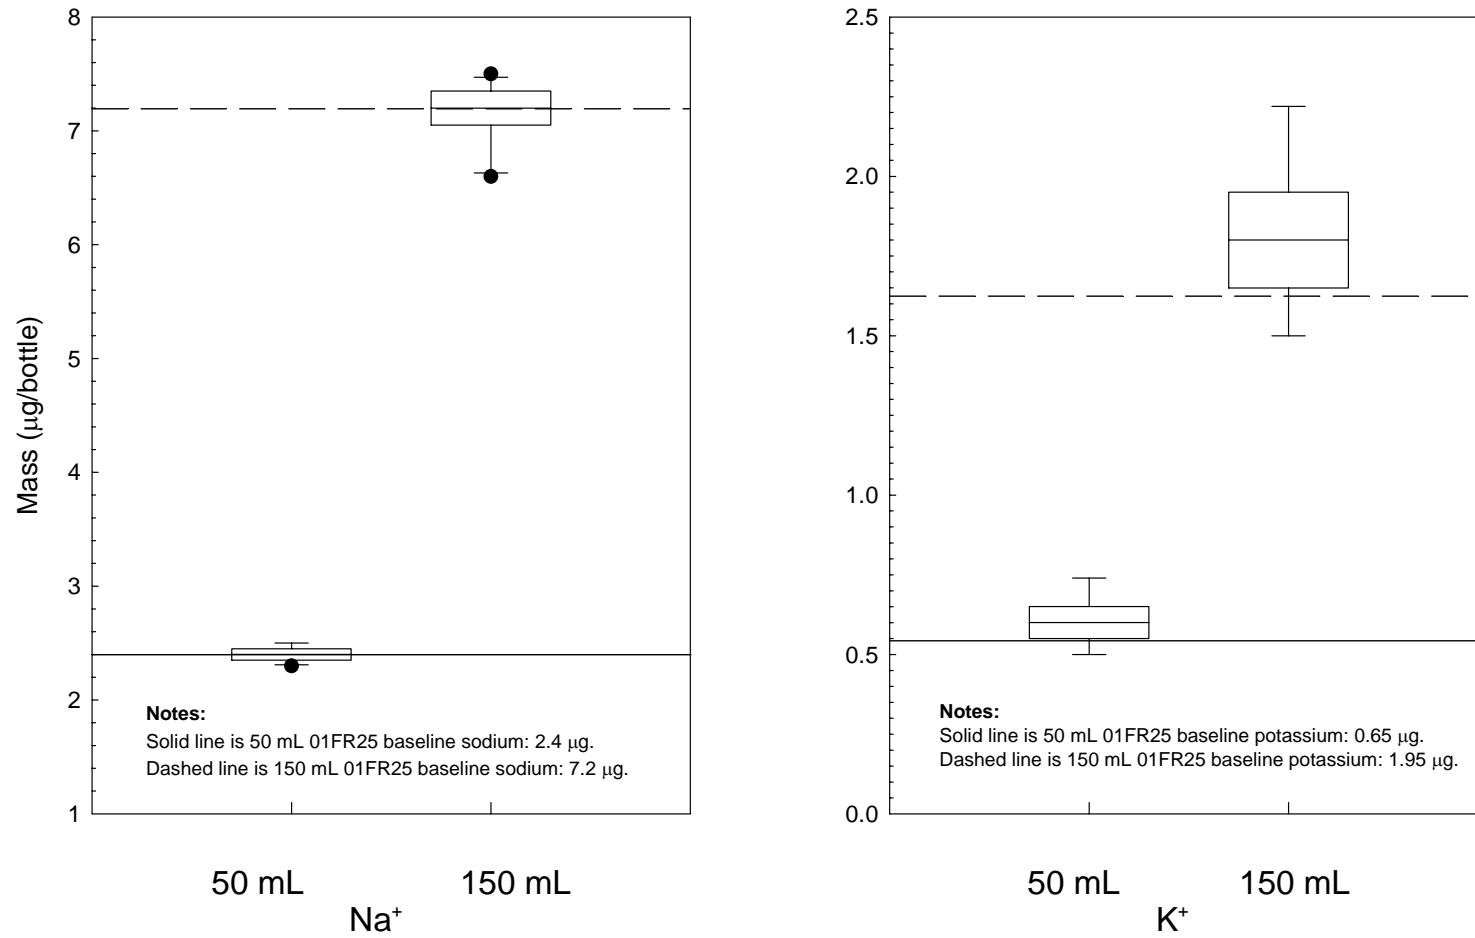 Mass (μg/bottle)
8
7
6
5
4
3
2
1
Notes:
Solid line is 50 mL 01FR25 baseline sodium: 2.4 μg.
Dashed line is 150 mL 01FR25 baseline sodium: 7.2 μg.
50 mL 150 mL
Na⁺
2.5
2.0
1.5
1.0
0.5
0.0
Notes:
Solid line is 50 mL 01FR25 baseline potassium: 0.65 μg.
Dashed line is 150 mL 01FR25 baseline potassium: 1.95 μg.
50 mL 150 mL
K⁺